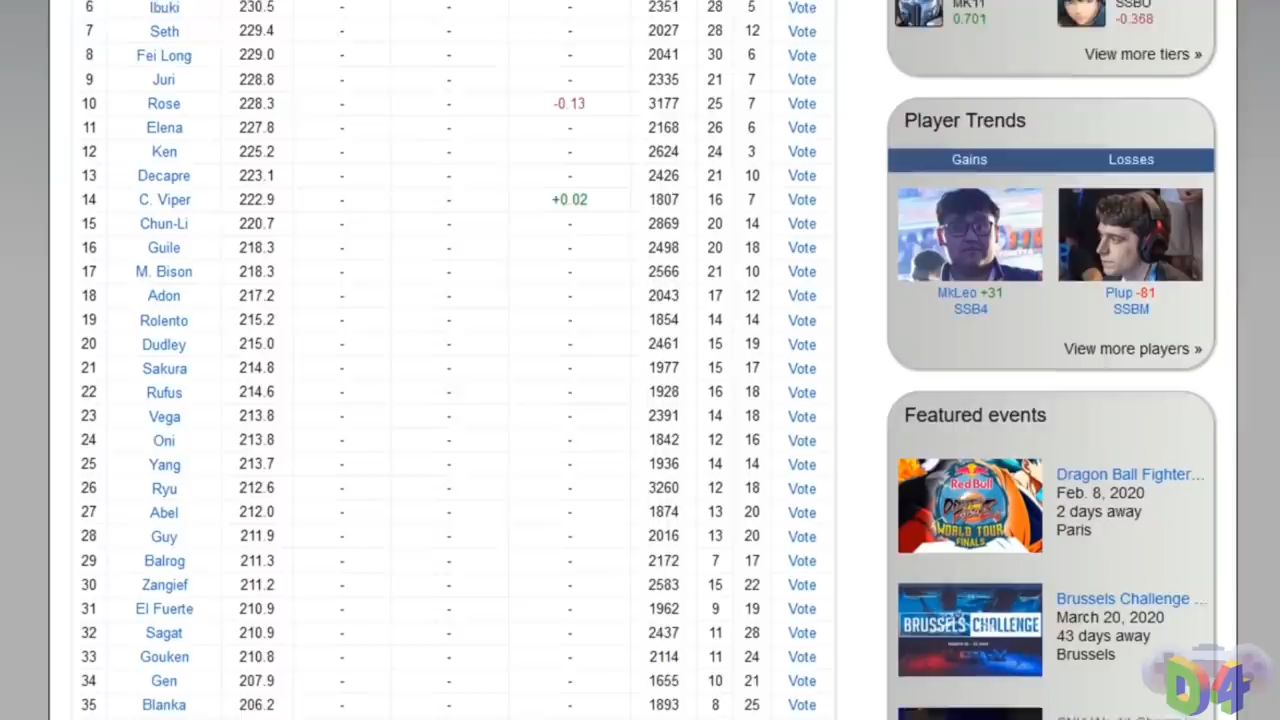 6 Ibuki 230.5 - - - 2351 28 5 Vote
7 Seth 229.4 - - - 2027 28 12 Vote
8 Fei Long 229.0 - - - 2041 30 6 Vote
9 Juri 228.8 - - - 2335 21 7 Vote
10 Rose 228.3 - - -0.13 3177 25 7 Vote
11 Elena 227.8 - - - 2168 26 6 Vote
12 Ken 225.2 - - - 2624 24 3 Vote
13 Decapre 223.1 - - - 2426 21 10 Vote
14 C. Viper 222.9 - - +0.02 1807 16 7 Vote
15 Chun-Li 220.7 - - - 2869 20 14 Vote
16 Guile 218.3 - - - 2498 20 18 Vote
17 M. Bison 218.3 - - - 2566 21 10 Vote
18 Adon 217.2 - - - 2043 17 12 Vote
19 Rolento 215.2 - - - 1854 14 14 Vote
20 Dudley 215.0 - - - 2461 15 19 Vote
21 Sakura 214.8 - - - 1977 15 17 Vote
22 Rufus 214.6 - - - 1928 16 18 Vote
23 Vega 213.8 - - - 2391 14 18 Vote
24 Oni 213.8 - - - 1842 12 16 Vote
25 Yang 213.7 - - - 1936 14 14 Vote
26 Ryu 212.6 - - - 3260 12 18 Vote
27 Abel 212.0 - - - 1874 13 20 Vote
28 Guy 211.9 - - - 2016 13 20 Vote
29 Balrog 211.3 - - - 2172 7 17 Vote
30 Zangief 211.2 - - - 2583 15 22 Vote
31 El Fuerte 210.9 - - - 1962 9 19 Vote
32 Sagat 210.9 - - - 2437 11 28 Vote
33 Gouken 210.8 - - - 2114 11 24 Vote
34 Gen 207.9 - - - 1655 10 21 Vote
35 Blanka 206.2 - - - 1893 8 25 Vote
MK11 SSBU
0.701 -0.368
View more tiers »
Player Trends
Gains Losses
MkLeo +31 Plup -81
SSB4 SSBM
View more players »
Featured events
Red Bull
WORLD TOUR
FINALS
Dragon Ball Fighter...
Feb. 8, 2020
2 days away
Paris
BRUSSELS CHALLENGE
Brussels Challenge ...
March 20, 2020
43 days away
Brussels
D4